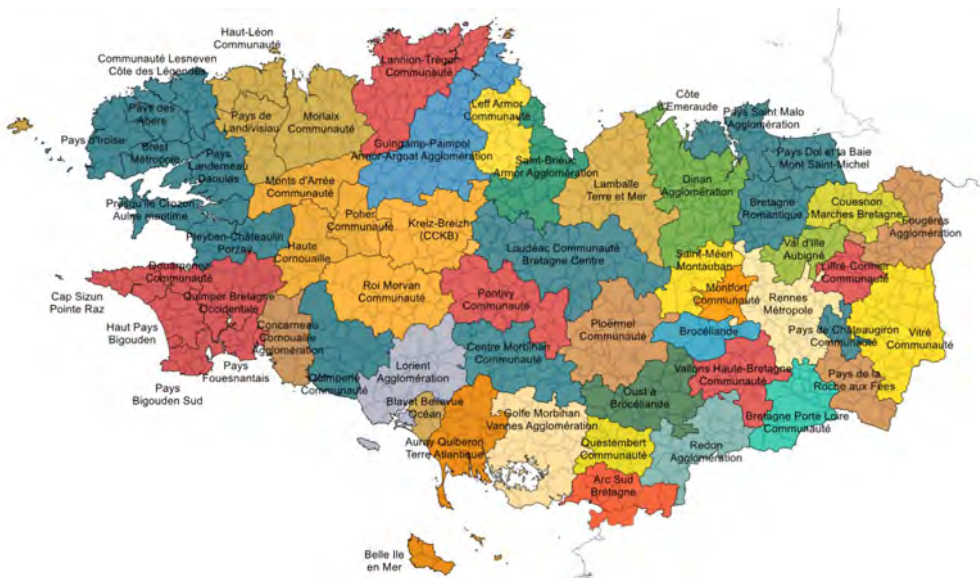 Haut-Léon
Communauté
Lannion-Trégor
Communauté
Communauté Lesneven
Côte des Légendes
Pays des
Abers
Pays de
Landivisiau
Morlaix
Communauté
Leff Armor
Communauté
Côte
d'Emeraude
Pays Saint Malo
Agglomération
Pays d'Iroise
Brest
Métropole
Guingamp-Paimpol
Armor-Argoat Agglomération
Saint-Brieuc
Armor Agglomération
Pays Dol et la Baie
Mont Saint-Michel
Pays
Landerneau
Daoulas
Monts d'Arrée
Communauté
Lamballe
Terre et Mer
Dinan
Agglomération
Bretagne
Romantique
Couesnon
Marches Bretagne
Fougères
Agglomération
Presqu'île Crozon
Aulne maritime
Poher
Communauté
Kreiz-Breizh
(CCKB)
Pleyben-Châteaulin
Porzay
Haute
Cornouaille
Loudéac Communauté
Bretagne Centre
Saint-Méen
Montauban
Val d'Ille
Aubigné
Liffré-Cormier
Communauté
Douarnenez
Communauté
Cap Sizun
Pointe Raz
Quimper Bretagne
Occidentale
Roi Morvan
Communauté
Pontivy
Communauté
Montfort
Communauté
Rennes
Métropole
Haut Pays
Bigouden
Concarneau
Cornouaille
Agglomération
Ploërmel
Communauté
Brocéliande
Pays de Châteaugiron
Communauté
Vitré
Communauté
Pays
Fouesnantais
Pays
Bigouden Sud
Quimperlé
Communauté
Lorient
Agglomération
Centre Morbihan
Communauté
Vallons Haute-Bretagne
Communauté
Pays de la
Roche aux Fées
Blavet Bellevue
Océan
Golfe Morbihan
Vannes Agglomération
Oust à
Brocéliande
Bretagne Porte Loire
Communauté
Auray Quiberon
Terre Atlantique
Questembert
Communauté
Redon
Agglomération
Arc Sud
Bretagne
Belle Ile
en Mer